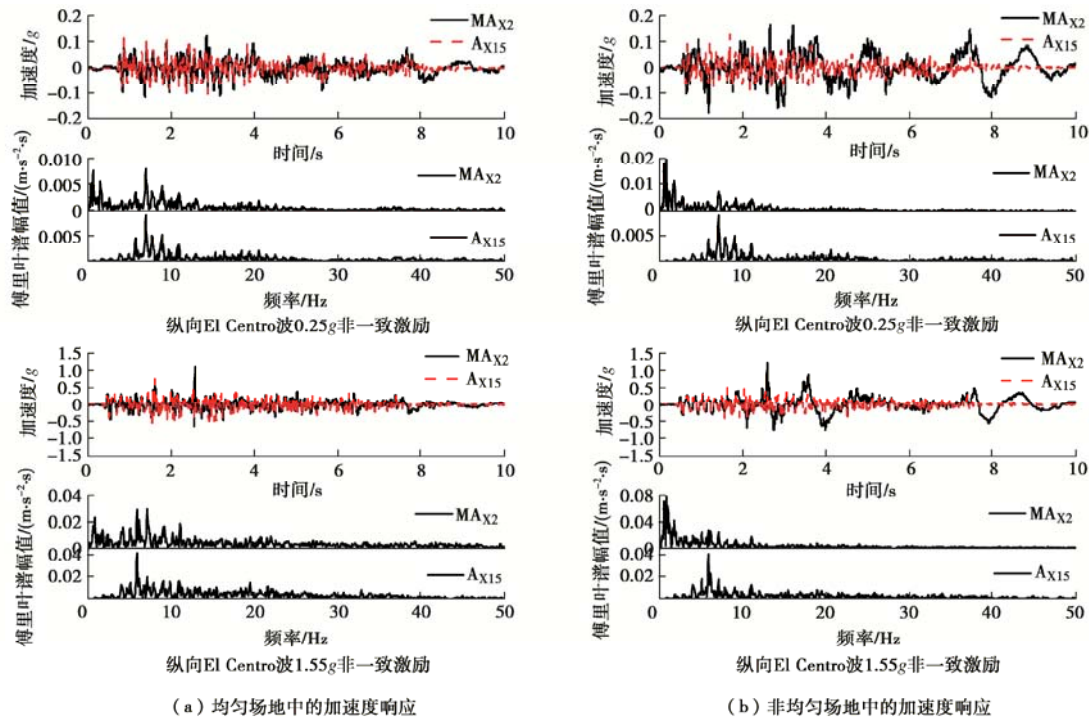 0.2
0.1
0
-0.1
-0.2
加速度/g
MAX2
AX15
0 2 4 6 8 10
时间/s
0.010
0.005
0
0.005
傅里叶谱幅值/(m·s⁻²·s)
MAX2
AX15
0 10 20 30 40 50
频率/Hz
纵向El Centro波0.25g非一致激励
1.5
1.0
0.5
0
-0.5
-1.0
-1.5
加速度/g
MAX2
AX15
0 2 4 6 8 10
时间/s
0.04
0.02
0
0.04
0.02
傅里叶谱幅值/(m·s⁻²·s)
MAX2
AX15
0 10 20 30 40 50
频率/Hz
纵向El Centro波1.55g非一致激励
(a)均匀场地中的加速度响应
0.2
0.1
0
-0.1
-0.2
加速度/g
MAX2
AX15
0 2 4 6 8 10
时间/s
0.02
0.01
0
0.005
傅里叶谱幅值/(m·s⁻²·s)
MAX2
AX15
0 10 20 30 40 50
频率/Hz
纵向El Centro波0.25g非一致激励
1.5
1.0
0.5
0
-0.5
-1.0
-1.5
加速度/g
MAX2
AX15
0 2 4 6 8 10
时间/s
0.08
0.04
0
0.04
0.02
傅里叶谱幅值/(m·s⁻²·s)
MAX2
AX15
0 10 20 30 40 50
频率/Hz
纵向El Centro波1.55g非一致激励
(b)非均匀场地中的加速度响应